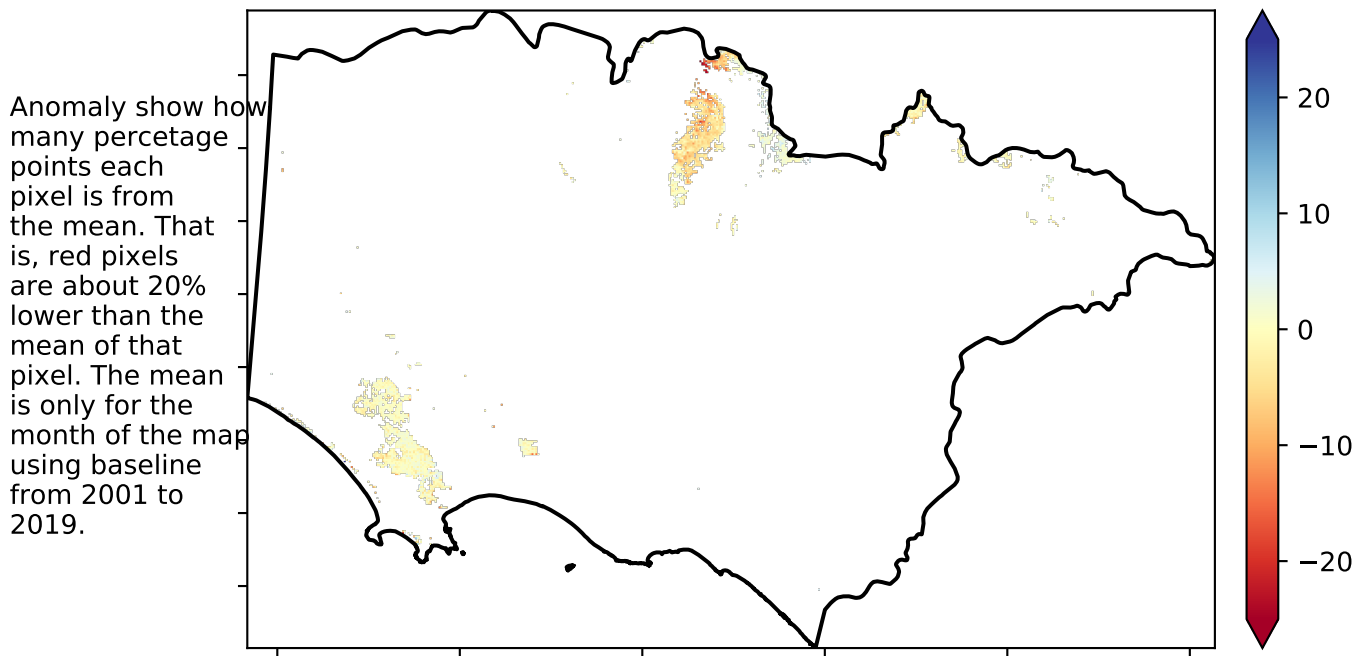 Anomaly show how
many percetage
points each
pixel is from
the mean. That
is, red pixels
are about 20%
lower than the
mean of that
pixel. The mean
is only for the
month of the map
using baseline
from 2001 to
2019.
20
10
0
−10
−20